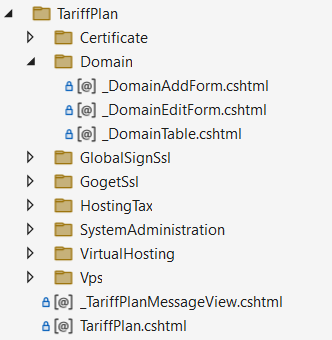 TariffPlan
Certificate
Domain
_DomainAddForm.cshtml
_DomainEditForm.cshtml
_DomainTable.cshtml
GlobalSignSsl
GogetSsl
HostingTax
SystemAdministration
VirtualHosting
Vps
_TariffPlanMessageView.cshtml
TariffPlan.cshtml